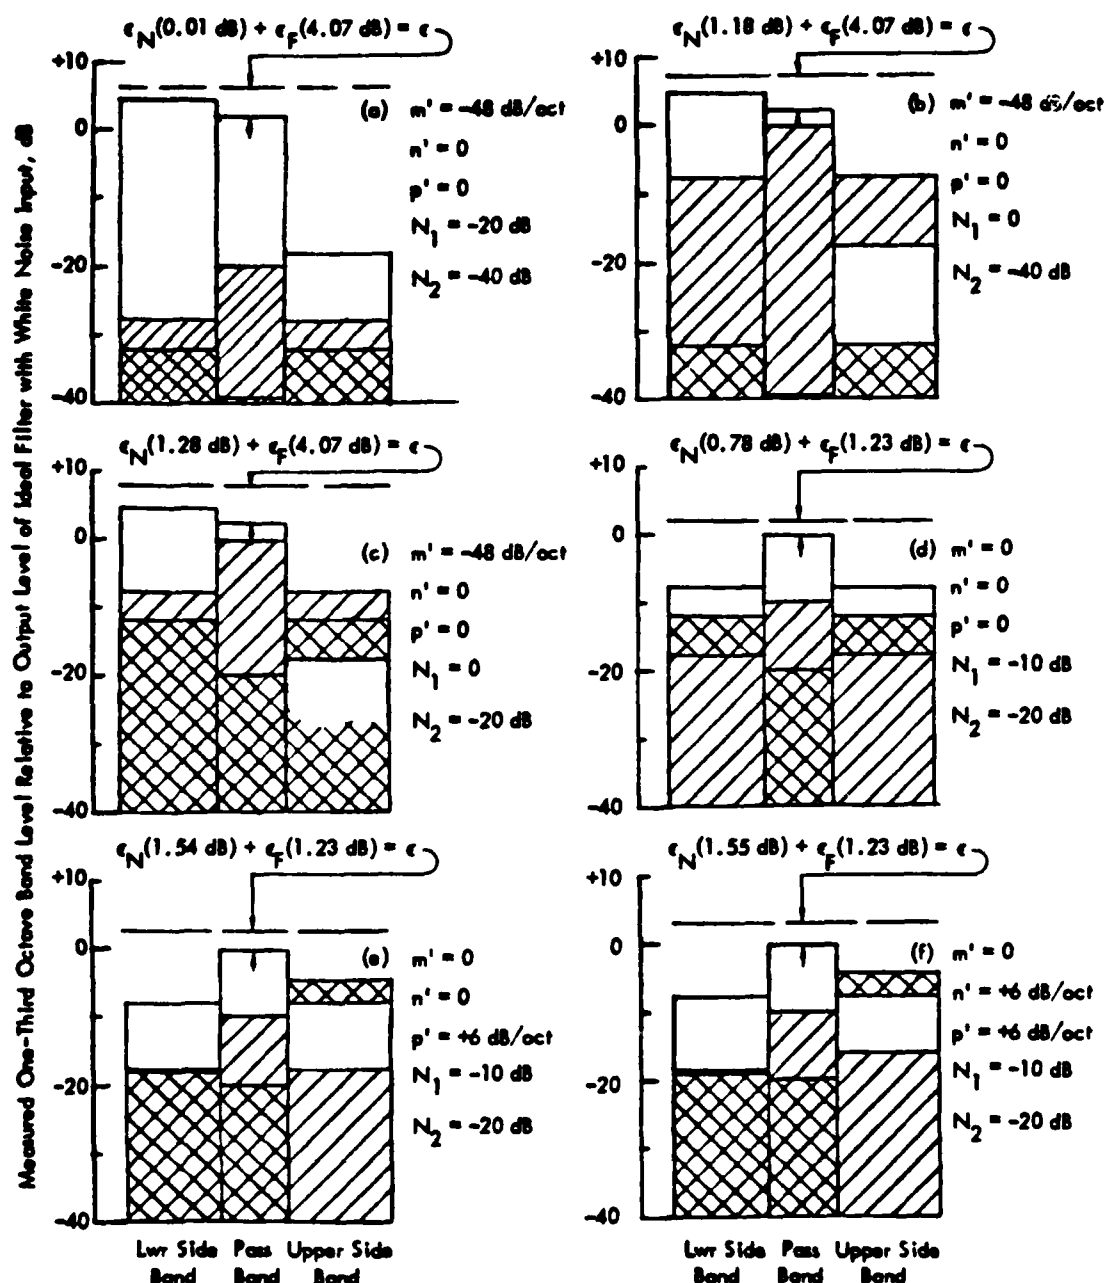 Measured One-Third Octave Band Level Relative to Output Level of Ideal Filter with White Noise Input, dB
ϵN(0.01 dB) + ϵF(4.07 dB) = ϵ
+10
0
-20
-40
(a) m' = -48 dB/oct
n' = 0
p' = 0
N1 = -20 dB
N2 = -40 dB
ϵN(1.18 dB) + ϵF(4.07 dB) = ϵ
+10
0
-20
-40
(b) m' = -48 dB/oct
n' = 0
p' = 0
N1 = 0
N2 = -40 dB
ϵN(1.28 dB) + ϵF(4.07 dB) = ϵ
+10
0
-20
-40
(c) m' = -48 dB/oct
n' = 0
p' = 0
N1 = 0
N2 = -20 dB
ϵN(0.78 dB) + ϵF(1.23 dB) = ϵ
+10
0
-20
-40
(d) m' = 0
n' = 0
p' = 0
N1 = -10 dB
N2 = -20 dB
ϵN(1.54 dB) + ϵF(1.23 dB) = ϵ
+10
0
-20
-40
(e) m' = 0
n' = 0
p' = +6 dB/oct
N1 = -10 dB
N2 = -20 dB
Lwr Side Pass Upper Side
Band Band Band
ϵN(1.55 dB) + ϵF(1.23 dB) = ϵ
+10
0
-20
-40
(f) m' = 0
n' = +6 dB/oct
p' = +6 dB/oct
N1 = -10 dB
N2 = -20 dB
Lwr Side Pass Upper Side
Band Band Band